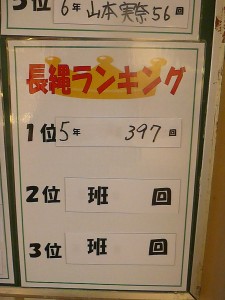 3位 6年 山本実奈 56回
長縄ランキング
1位 5年 397回
2位 班 回
3位 班 回